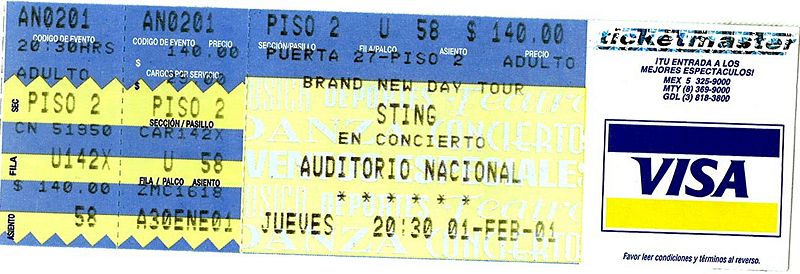 AN0201
20:30HRS
ADULTO
SEC
PISO 2
CN 51950
FILA
U142X
$ 140.00
ASIENTO
58
AN0201
CODIGO DE EVENTO PRECIO
140.00
CARGOS POR SERVICIO
$
PISO 2
SECCIÓN / PASILLO
CAR142X
U 58
FILA / PALCO ASIENTO
ZMC1618
A30ENE01
PISO 2 U 58 $ 140.00
SECCIÓN/PASILLO FILA/PALCO ASIENTO PRECIO
PUERTA 27-PISO 2 ADULTO
BRAND NEW DAY TOUR
STING
EN CONCIERTO
AUDITORIO NACIONAL
* * * * * *
JUEVES 20:30 01-FEB-01
ticketmaster
¡TU ENTRADA A LOS
MEJORES ESPECTACULOS!
MEX 5 325-9000
MTY (8) 369-9000
GDL (3) 818-3800
VISA
Favor leer condiciones y términos al reverso.